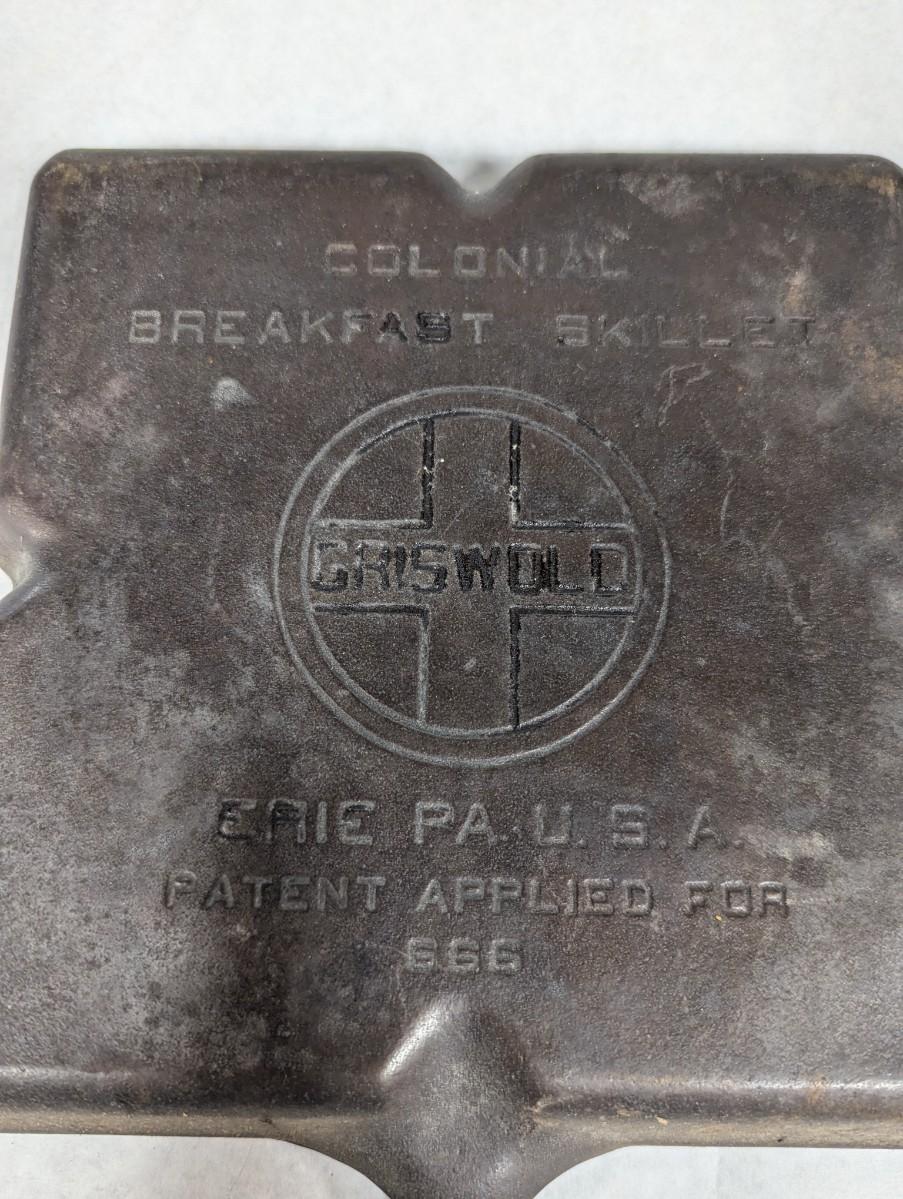 COLONIAL
BREAKFAST SKILLET
GRISWOLD
ERIE PA. U. S. A.
PATENT APPLIED FOR
666